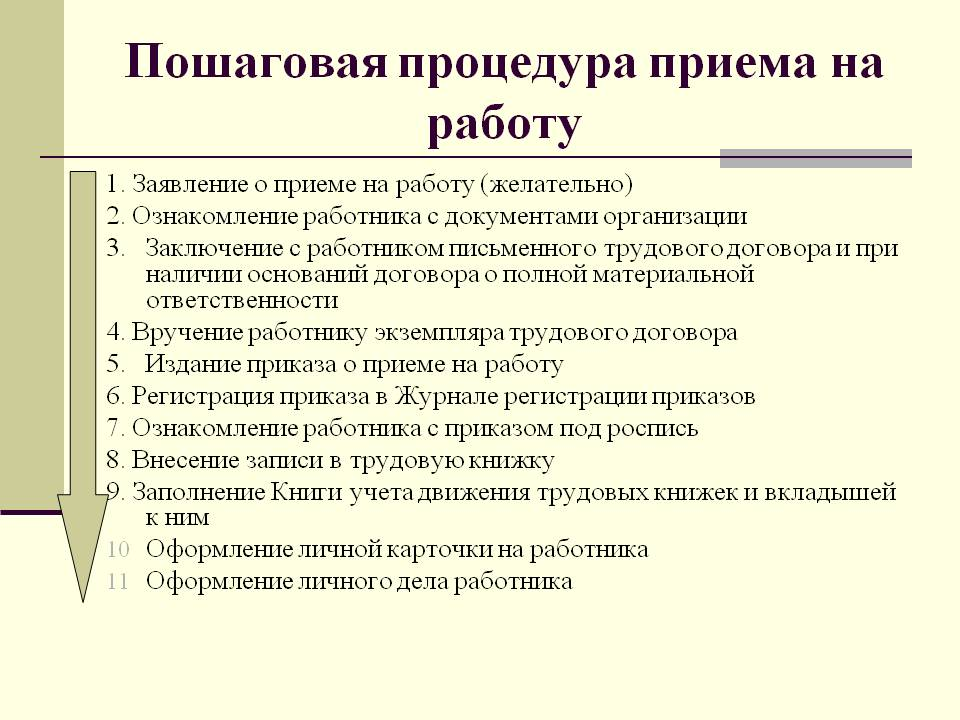 Пошаговая процедура приема на
работу
1. Заявление о приеме на работу (желательно)
2. Ознакомление работника с документами организации
3. Заключение с работником письменного трудового договора и при
наличии оснований договора о полной материальной
ответственности
4. Вручение работнику экземпляра трудового договора
5. Издание приказа о приеме на работу
6. Регистрация приказа в Журнале регистрации приказов
7. Ознакомление работника с приказом под роспись
8. Внесение записи в трудовую книжку
9. Заполнение Книги учета движения трудовых книжек и вкладышей
к ним
10 Оформление личной карточки на работника
11 Оформление личного дела работника